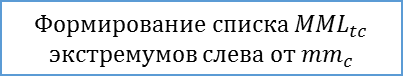 Формирование списка MML_tc
экстремумов слева от mm_c